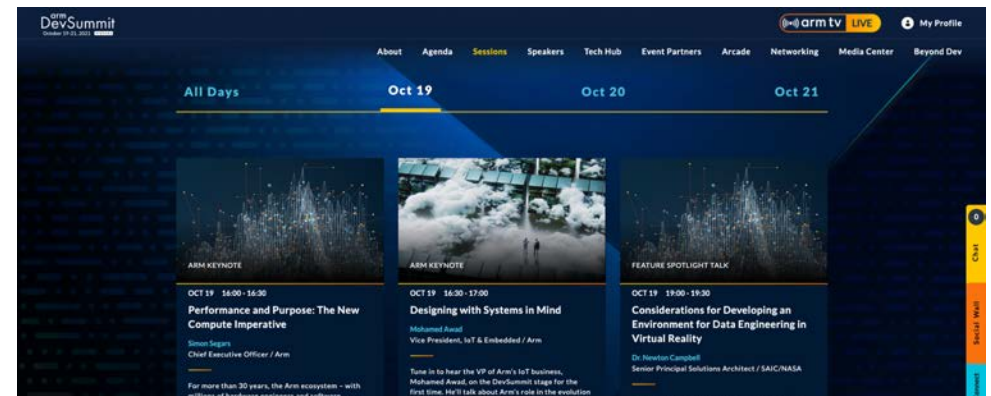 arm
DevSummit
October 19-21, 2021
arm tv LIVE
My Profile
About Agenda Sessions Speakers Tech Hub Event Partners Arcade Networking Media Center Beyond Dev
All Days Oct 19 Oct 20 Oct 21
ARM KEYNOTE
OCT 19 16:00 - 16:30
Performance and Purpose: The New
Compute Imperative
Simon Segars
Chief Executive Officer / Arm
For more than 30 years, the Arm ecosystem – with
millions of hardware engineers and software
ARM KEYNOTE
OCT 19 16:30 - 17:00
Designing with Systems in Mind
Mohamed Awad
Vice President, IoT & Embedded / Arm
Tune in to hear the VP of Arm's IoT business,
Mohamed Awad, on the DevSummit stage for the
first time. He'll talk about Arm's role in the evolution
FEATURE SPOTLIGHT TALK
OCT 19 19:00 - 19:30
Considerations for Developing an
Environment for Data Engineering in
Virtual Reality
Dr. Newton Campbell
Senior Principal Solutions Architect / SAIC/NASA
0
Chat
Social Wall